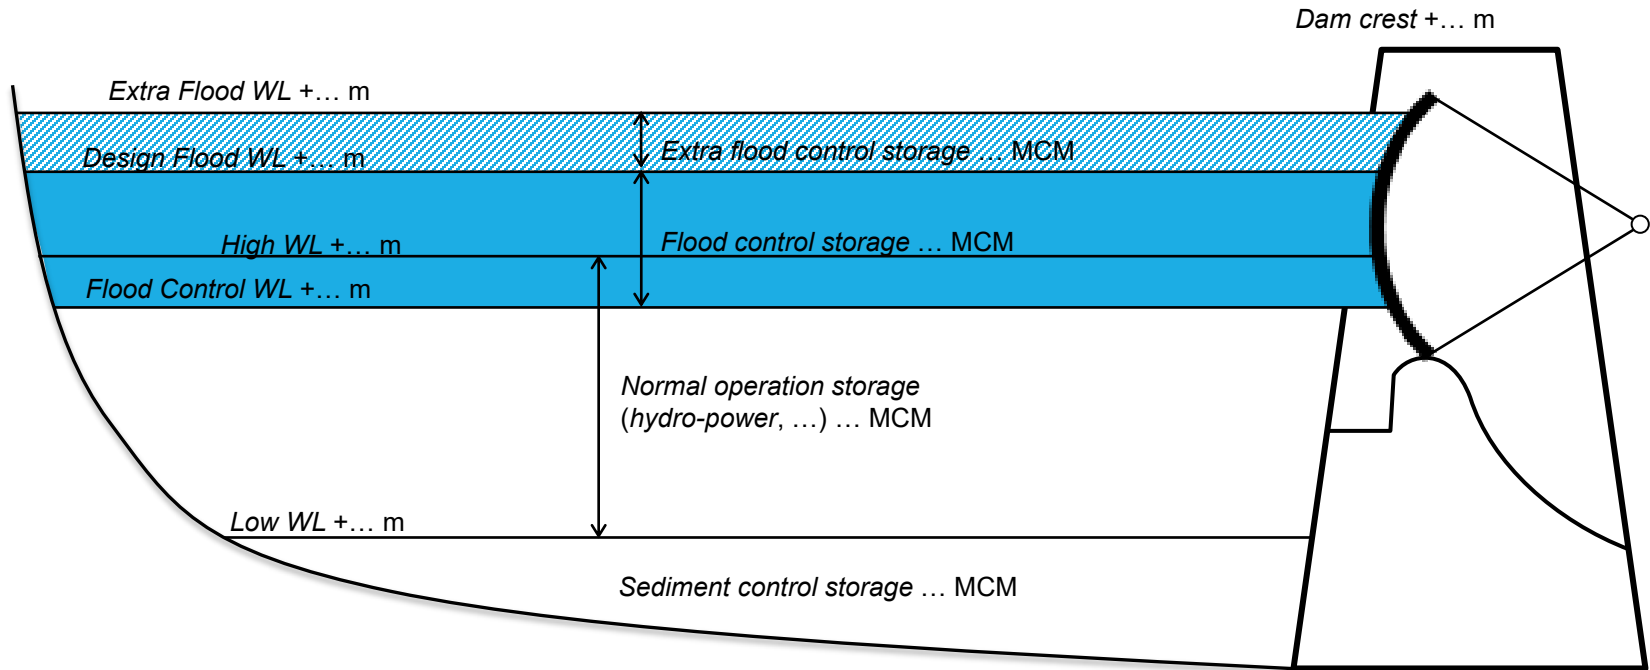 Dam crest +... m
Extra Flood WL +... m
Design Flood WL +... m
Extra flood control storage ... MCM
High WL +... m
Flood control storage ... MCM
Flood Control WL +... m
Normal operation storage
(hydro-power, ...) ... MCM
Low WL +... m
Sediment control storage ... MCM